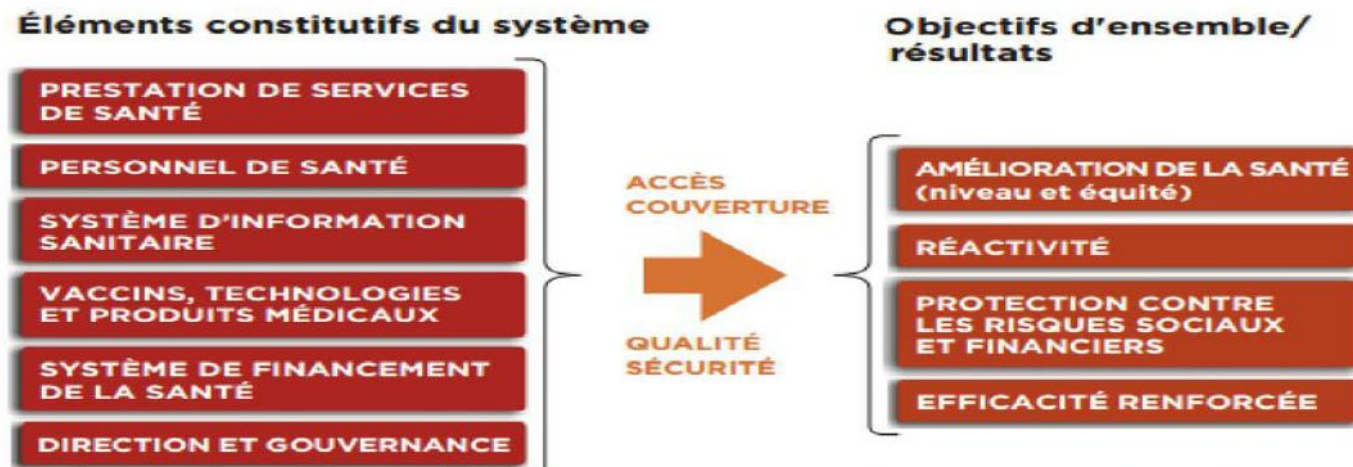 Éléments constitutifs du système
PRESTATION DE SERVICES
DE SANTÉ
PERSONNEL DE SANTÉ
SYSTÈME D'INFORMATION
SANITAIRE
VACCINS, TECHNOLOGIES
ET PRODUITS MÉDICAUX
SYSTÈME DE FINANCEMENT
DE LA SANTÉ
DIRECTION ET GOUVERNANCE
ACCÈS
COUVERTURE
QUALITÉ
SÉCURITÉ
Objectifs d'ensemble/
résultats
AMÉLIORATION DE LA SANTÉ
(niveau et équité)
RÉACTIVITÉ
PROTECTION CONTRE
LES RISQUES SOCIAUX
ET FINANCIERS
EFFICACITÉ RENFORCÉE